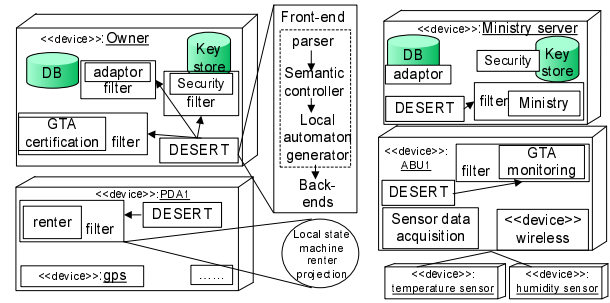 <<device>>:Owner
DB
adaptor
filter
Key
store
Security
filter
GTA
certification
filter
DESERT
Front-end
parser
Semantic
controller
Local
automaton
generator
Back-
ends
<<device>>:Ministry server
DB
adaptor
Security
Key
store
DESERT
filter
Ministry
<<device>>:PDA1
renter
filter
DESERT
<<device>>:gps
......
Local state
machine
renter
projection
<<device>>:
ABU1
filter
GTA
monitoring
DESERT
Sensor data
acquisition
<<device>>
wireless
<<device>>:
temperature sensor
<<device>>:
humidity sensor